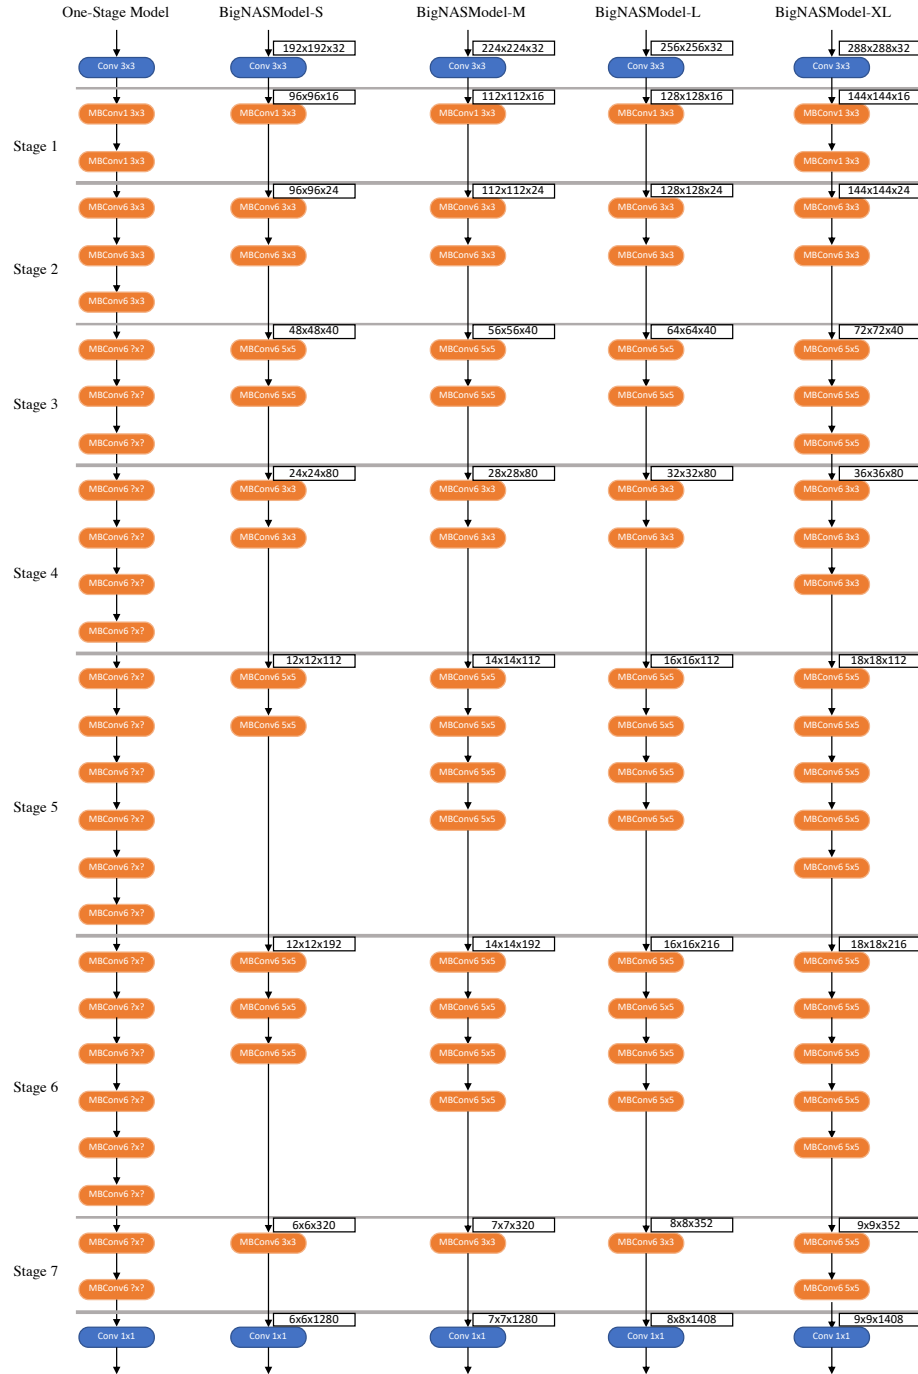 One-Stage Model BigNASModel-S BigNASModel-M BigNASModel-L BigNASModel-XL
192x192x32 224x224x32 256x256x32 288x288x32
Conv 3x3 Conv 3x3 Conv 3x3 Conv 3x3 Conv 3x3
96x96x16 112x112x16 128x128x16 144x144x16
MBConv1 3x3 MBConv1 3x3 MBConv1 3x3 MBConv1 3x3 MBConv1 3x3
Stage 1
MBConv1 3x3 MBConv1 3x3
96x96x24 112x112x24 128x128x24 144x144x24
MBConv6 3x3 MBConv6 3x3 MBConv6 3x3 MBConv6 3x3 MBConv6 3x3
MBConv6 3x3 MBConv6 3x3 MBConv6 3x3 MBConv6 3x3 MBConv6 3x3
Stage 2
MBConv6 3x3
48x48x40 56x56x40 64x64x40 72x72x40
MBConv6 ?x? MBConv6 5x5 MBConv6 5x5 MBConv6 5x5 MBConv6 5x5
MBConv6 ?x? MBConv6 5x5 MBConv6 5x5 MBConv6 5x5 MBConv6 5x5
Stage 3
MBConv6 ?x? MBConv6 5x5
24x24x80 28x28x80 32x32x80 36x36x80
MBConv6 ?x? MBConv6 3x3 MBConv6 3x3 MBConv6 3x3 MBConv6 3x3
MBConv6 ?x? MBConv6 3x3 MBConv6 3x3 MBConv6 3x3 MBConv6 3x3
Stage 4
MBConv6 ?x? MBConv6 3x3
MBConv6 ?x?
12x12x112 14x14x112 16x16x112 18x18x112
MBConv6 ?x? MBConv6 5x5 MBConv6 5x5 MBConv6 5x5 MBConv6 5x5
MBConv6 ?x? MBConv6 5x5 MBConv6 5x5 MBConv6 5x5 MBConv6 5x5
MBConv6 ?x? MBConv6 5x5 MBConv6 5x5 MBConv6 5x5
Stage 5
MBConv6 ?x? MBConv6 5x5 MBConv6 5x5 MBConv6 5x5
MBConv6 ?x? MBConv6 5x5
MBConv6 ?x?
12x12x192 14x14x192 16x16x216 18x18x216
MBConv6 ?x? MBConv6 5x5 MBConv6 5x5 MBConv6 5x5 MBConv6 5x5
MBConv6 ?x? MBConv6 5x5 MBConv6 5x5 MBConv6 5x5 MBConv6 5x5
MBConv6 ?x? MBConv6 5x5 MBConv6 5x5 MBConv6 5x5 MBConv6 5x5
Stage 6
MBConv6 ?x? MBConv6 5x5 MBConv6 5x5 MBConv6 5x5
MBConv6 ?x? MBConv6 5x5
MBConv6 ?x?
6x6x320 7x7x320 8x8x352 9x9x352
MBConv6 ?x? MBConv6 3x3 MBConv6 3x3 MBConv6 3x3 MBConv6 5x5
Stage 7
MBConv6 ?x? MBConv6 5x5
6x6x1280 7x7x1280 8x8x1408 9x9x1408
Conv 1x1 Conv 1x1 Conv 1x1 Conv 1x1 Conv 1x1